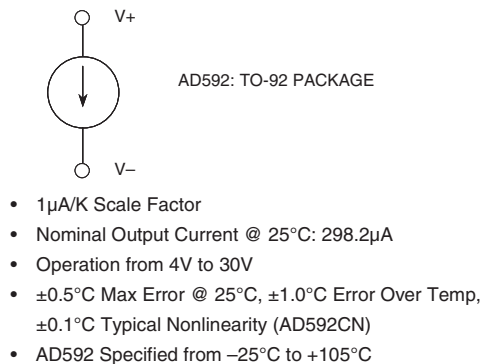 V+
AD592: TO-92 PACKAGE
V–
• 1μA/K Scale Factor
• Nominal Output Current @ 25°C: 298.2μA
• Operation from 4V to 30V
• ±0.5°C Max Error @ 25°C, ±1.0°C Error Over Temp,
±0.1°C Typical Nonlinearity (AD592CN)
• AD592 Specified from –25°C to +105°C